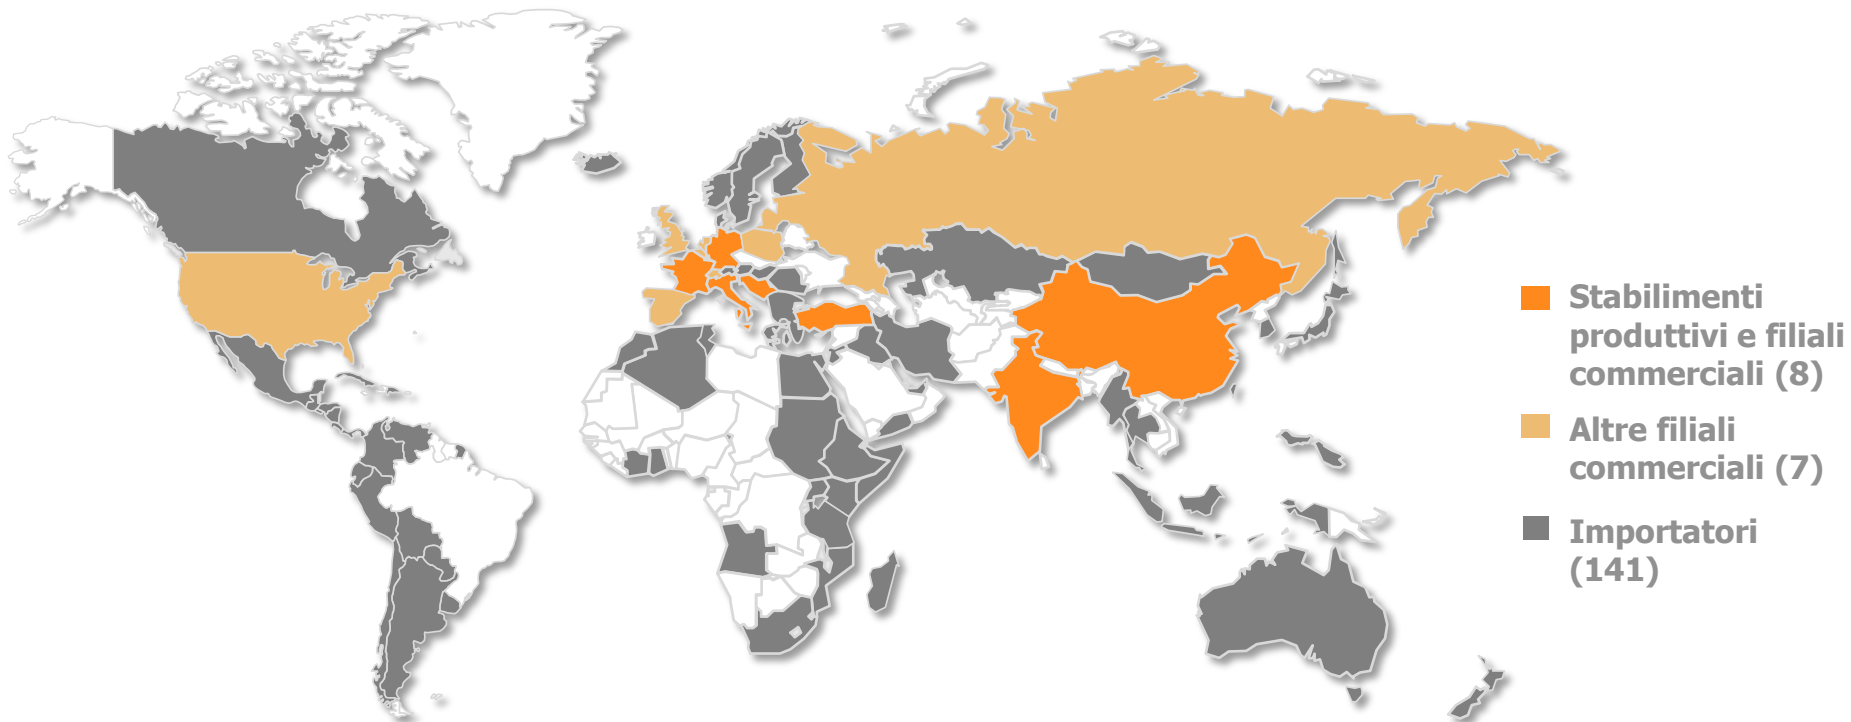 Stabilimenti
produttivi e filiali
commerciali (8)
Altre filiali
commerciali (7)
Importatori
(141)